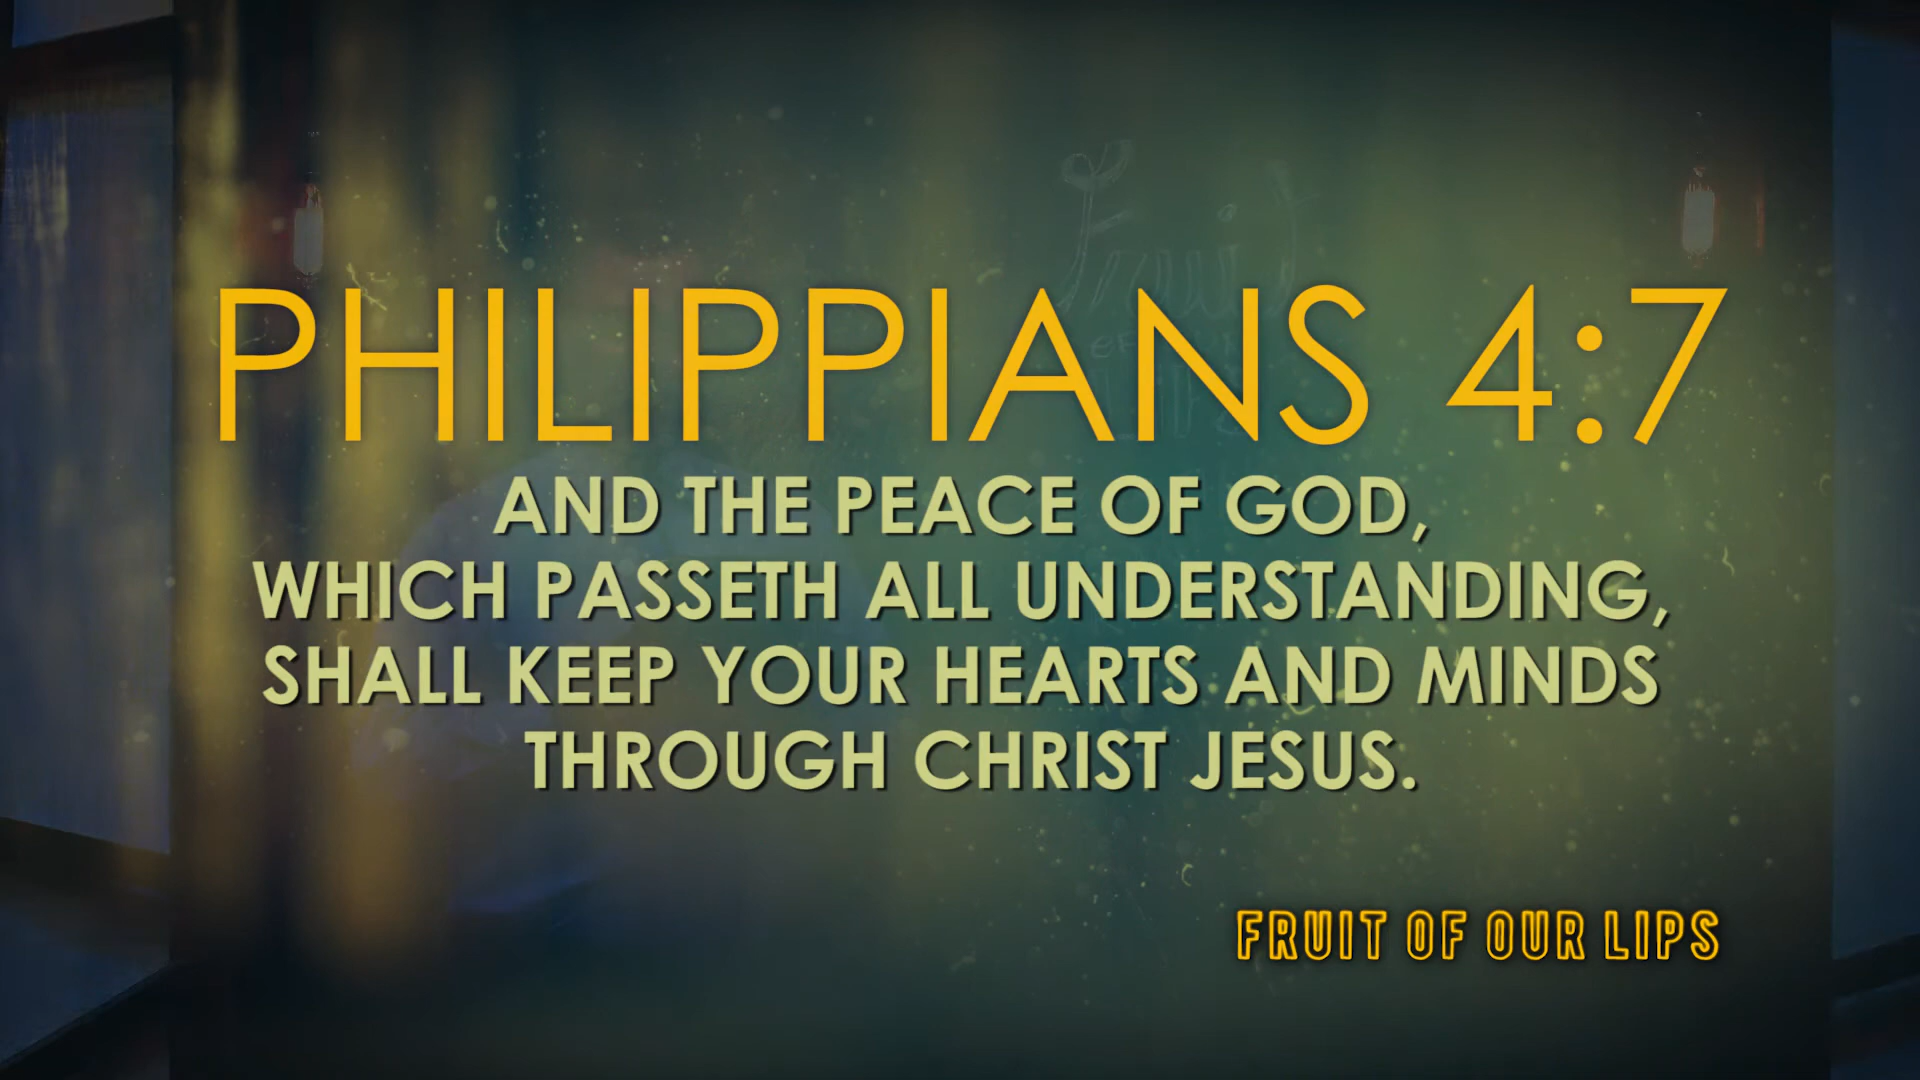 PHILIPPIANS 4:7
AND THE PEACE OF GOD,
WHICH PASSETH ALL UNDERSTANDING,
SHALL KEEP YOUR HEARTS AND MINDS
THROUGH CHRIST JESUS.
FRUIT OF OUR LIPS